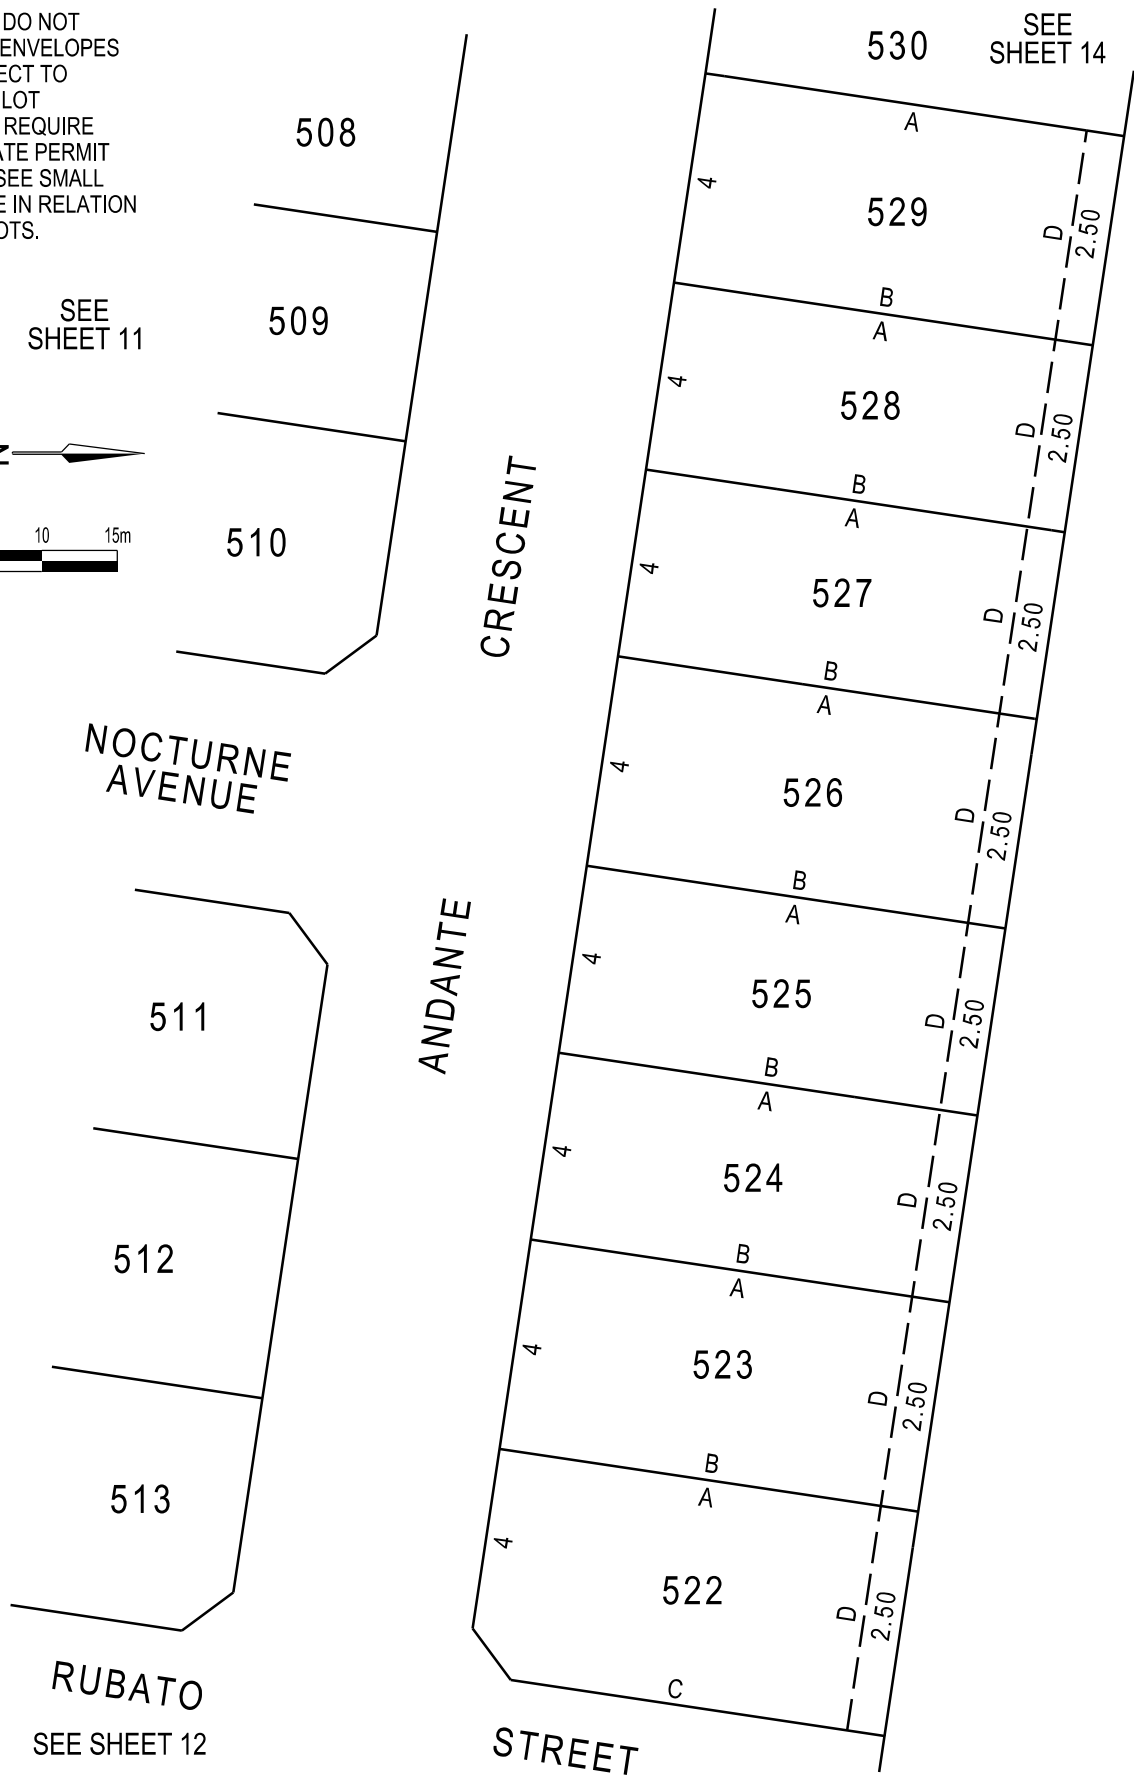 DO NOT
ENVELOPES
ECT TO
LOT
REQUIRE
ATE PERMIT
SEE SMALL
E IN RELATION
OTS.
SEE
SHEET 11
N
10 15m
508
509
510
NOCTURNE
AVENUE
511
512
513
RUBATO
SEE SHEET 12
STREET
CRESCENT
ANDANTE
530
SEE
SHEET 14
A
4
529
D
2.50
B
A
4
528
D
2.50
B
A
4
527
D
2.50
B
A
4
526
D
2.50
B
A
4
525
D
2.50
B
A
4
524
D
2.50
B
A
4
523
D
2.50
B
A
4
522
D
2.50
C